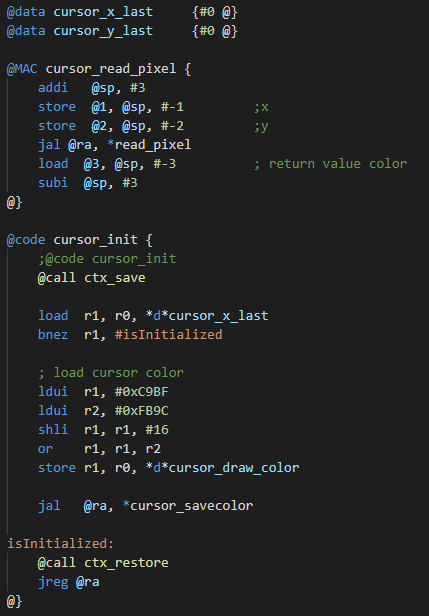 @data cursor_x_last     {#0 @}
@data cursor_y_last     {#0 @}
@MAC cursor_read_pixel {
    addi   @sp, #3
    store  @1, @sp, #-1         ;x
    store  @2, @sp, #-2         ;y
    jal @ra, *read_pixel
    load  @3, @sp, #-3          ; return value color
    subi  @sp, #3
@}
@code cursor_init {
    ;@code cursor_init
    @call ctx_save
    load  r1, r0, *d*cursor_x_last
    bnez  r1, #isInitialized
    ; load cursor color
    ldui  r1, #0xC9BF
    ldui  r2, #0xFB9C
    shli  r1, r1, #16
    or    r1, r1, r2
    store r1, r0, *d*cursor_draw_color
    jal   @ra, *cursor_savecolor
isInitialized:
    @call ctx_restore
    jreg @ra
@}